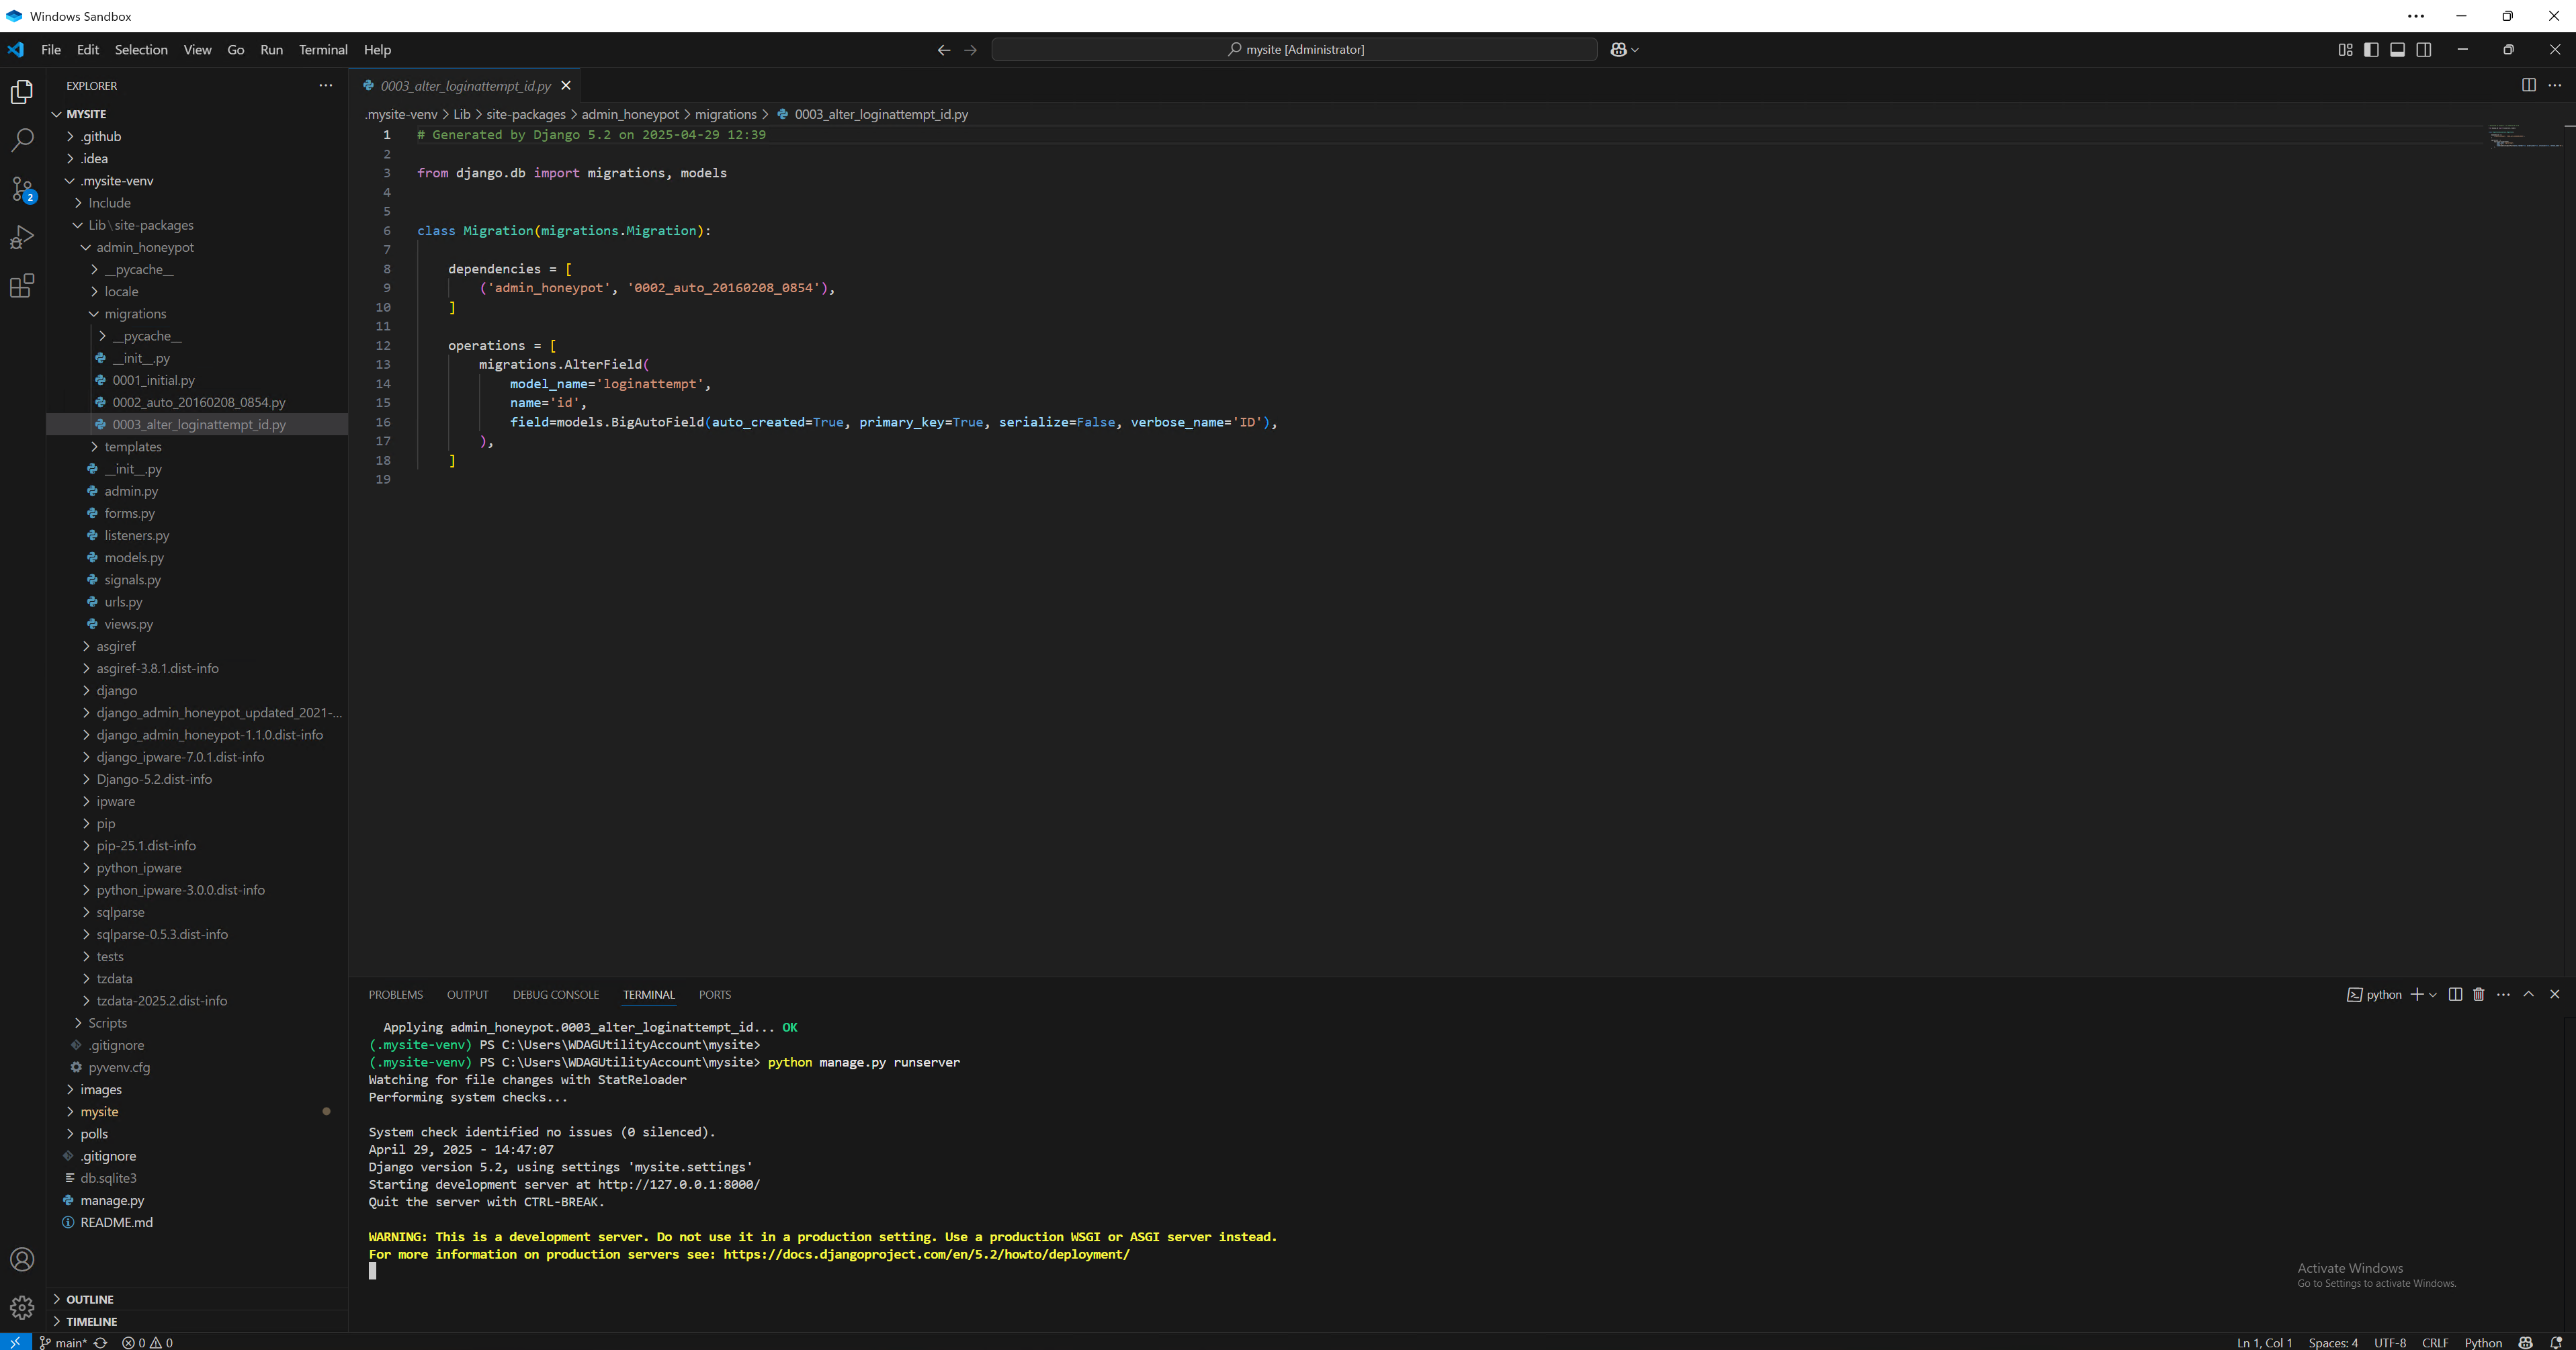 Windows Sandbox
File Edit Selection View Go Run Terminal Help
mysite [Administrator]
EXPLORER
MYSITE
.github
.idea
.mysite-venv
Include
Lib\site-packages
admin_honeypot
__pycache__
locale
migrations
__pycache__
__init__.py
0001_initial.py
0002_auto_20160208_0854.py
0003_alter_loginattempt_id.py
templates
__init__.py
admin.py
forms.py
listeners.py
models.py
signals.py
urls.py
views.py
asgiref
asgiref-3.8.1.dist-info
django
django_admin_honeypot_updated_2021-...
django_admin_honeypot-1.1.0.dist-info
django_ipware-7.0.1.dist-info
Django-5.2.dist-info
ipware
pip
pip-25.1.dist-info
python_ipware
python_ipware-3.0.0.dist-info
sqlparse
sqlparse-0.5.3.dist-info
tests
tzdata
tzdata-2025.2.dist-info
Scripts
.gitignore
pyvenv.cfg
images
mysite
polls
.gitignore
db.sqlite3
manage.py
README.md
OUTLINE
TIMELINE
2
0003_alter_loginattempt_id.py
.mysite-venv > Lib > site-packages > admin_honeypot > migrations > 0003_alter_loginattempt_id.py
1 # Generated by Django 5.2 on 2025-04-29 12:39
2
3 from django.db import migrations, models
4
5
6 class Migration(migrations.Migration):
7
8 dependencies = [
9 ('admin_honeypot', '0002_auto_20160208_0854'),
10 ]
11
12 operations = [
13 migrations.AlterField(
14 model_name='loginattempt',
15 name='id',
16 field=models.BigAutoField(auto_created=True, primary_key=True, serialize=False, verbose_name='ID'),
17 ),
18 ]
19
PROBLEMS OUTPUT DEBUG CONSOLE TERMINAL PORTS
python
Applying admin_honeypot.0003_alter_loginattempt_id... OK
(.mysite-venv) PS C:\Users\WDAGUtilityAccount\mysite>
(.mysite-venv) PS C:\Users\WDAGUtilityAccount\mysite> python manage.py runserver
Watching for file changes with StatReloader
Performing system checks...
System check identified no issues (0 silenced).
April 29, 2025 - 14:47:07
Django version 5.2, using settings 'mysite.settings'
Starting development server at http://127.0.0.1:8000/
Quit the server with CTRL-BREAK.
WARNING: This is a development server. Do not use it in a production setting. Use a production WSGI or ASGI server instead.
For more information on production servers see: https://docs.djangoproject.com/en/5.2/howto/deployment/
Activate Windows
Go to Settings to activate Windows.
main* 0 0 Ln 1, Col 1 Spaces: 4 UTF-8 CRLF Python